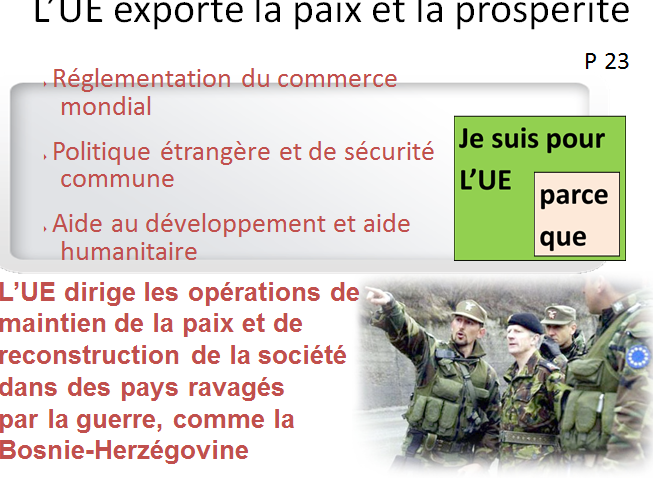 L’UE exporte la paix et la prospérité
P 23
Réglementation du commerce
mondial
Politique étrangère et de sécurité
commune
Aide au développement et aide
humanitaire
Je suis pour
L’UE
parce
que
L’UE dirige les opérations de
maintien de la paix et de
reconstruction de la société
dans des pays ravagés
par la guerre, comme la
Bosnie-Herzégovine